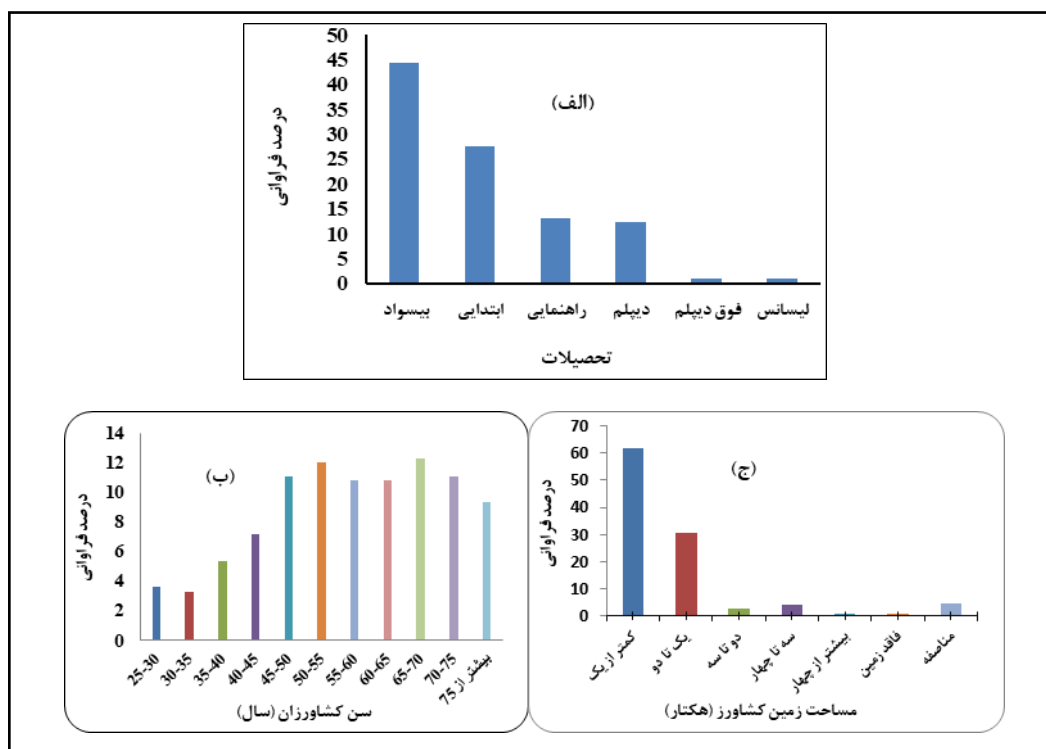 50
45
40
35
30
25
20
15
10
5
0
درصد فراوانی
(الف)
بیسواد ابتدایی راهنمایی دیپلم فوق دیپلم لیسانس
تحصیلات
14
12
10
8
6
4
2
0
درصد فراوانی
(ب)
25-30 30-35 35-40 40-45 45-50 50-55 55-60 60-65 65-70 70-75 بیشتر از 75
سن کشاورزان (سال)
70
60
50
40
30
20
10
0
درصد فراوانی
(ج)
کمتر از یک یک تا دو دو تا سه سه تا چهار بیشتر از چهار فاقد زمین مناصفه
مساحت زمین کشاورز (هکتار)